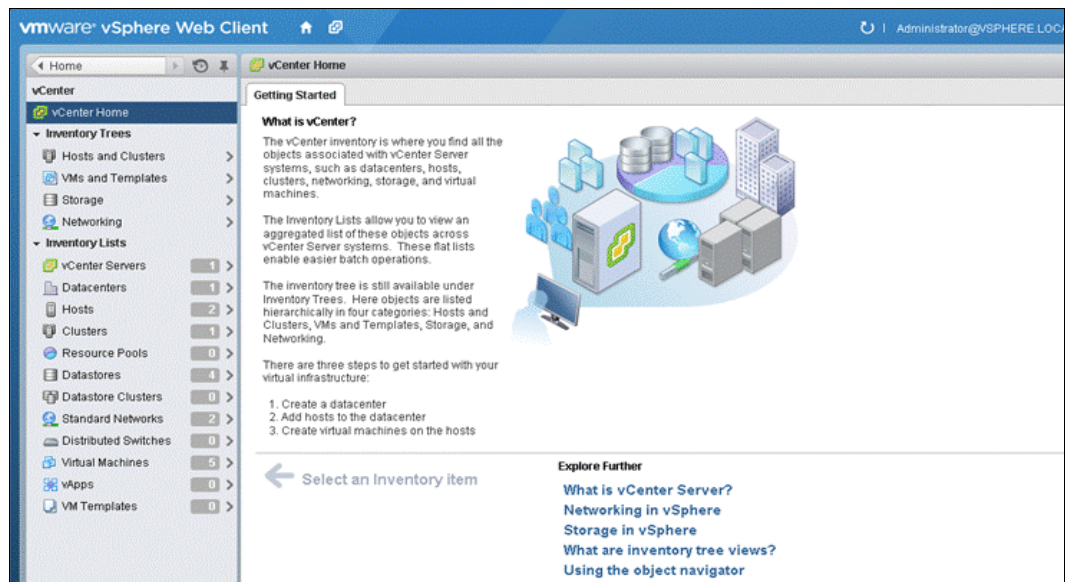 vmware® vSphere Web Client
Administrator@VSPHERE.LOCA
Home
vCenter
vCenter Home
Inventory Trees
Hosts and Clusters
VMs and Templates
Storage
Networking
Inventory Lists
vCenter Servers 1
Datacenters 1
Hosts 2
Clusters 1
Resource Pools 0
Datastores 4
Datastore Clusters 0
Standard Networks 2
Distributed Switches 0
Virtual Machines 5
vApps 0
VM Templates 0
vCenter Home
Getting Started
What is vCenter?
The vCenter inventory is where you find all the
objects associated with vCenter Server
systems, such as datacenters, hosts,
clusters, networking, storage, and virtual
machines.
The Inventory Lists allow you to view an
aggregated list of these objects across
vCenter Server systems. These flat lists
enable easier batch operations.
The inventory tree is still available under
Inventory Trees. Here objects are listed
hierarchically in four categories: Hosts and
Clusters, VMs and Templates, Storage, and
Networking.
There are three steps to get started with your
virtual infrastructure:
1. Create a datacenter
2. Add hosts to the datacenter
3. Create virtual machines on the hosts
Select an Inventory item
Explore Further
What is vCenter Server?
Networking in vSphere
Storage in vSphere
What are inventory tree views?
Using the object navigator